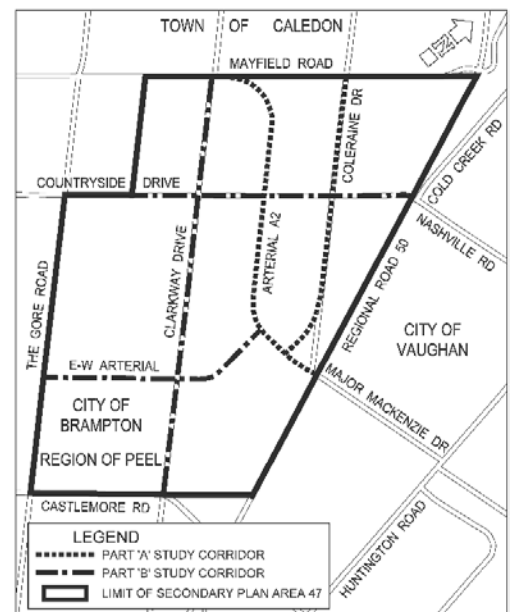 TOWN OF CALEDON
MAYFIELD ROAD
COLERAINE DR
COLD CREEK RD
COUNTRYSIDE DRIVE
NASHVILLE RD
CLARKWAY DRIVE
ARTERIAL A2
REGIONAL ROAD 50
THE GORE ROAD
CITY OF
VAUGHAN
E-W ARTERIAL
MAJOR MACKENZIE DR
CITY OF
BRAMPTON
REGION OF PEEL
CASTLEMORE RD
HUNTINGTON ROAD
LEGEND
PART 'A' STUDY CORRIDOR
PART 'B' STUDY CORRIDOR
LIMIT OF SECONDARY PLAN AREA 47